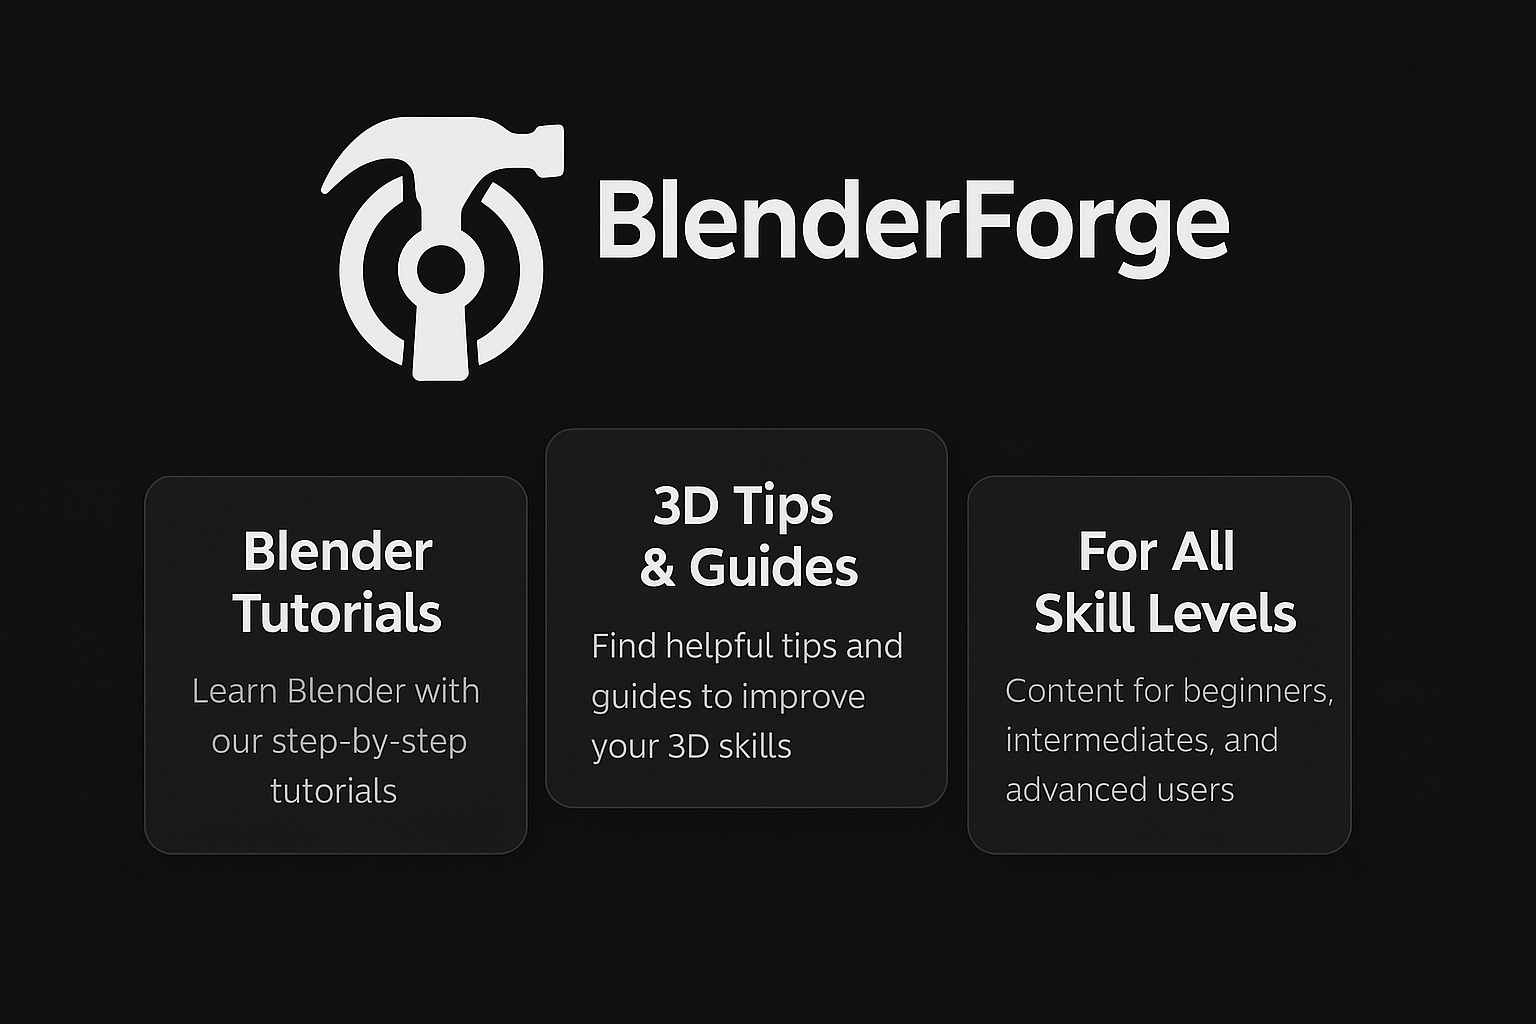 BlenderForge
Blender
Tutorials
Learn Blender with
our step-by-step
tutorials
3D Tips
& Guides
Find helpful tips and
guides to improve
your 3D skills
For All
Skill Levels
Content for beginners,
intermediates, and
advanced users